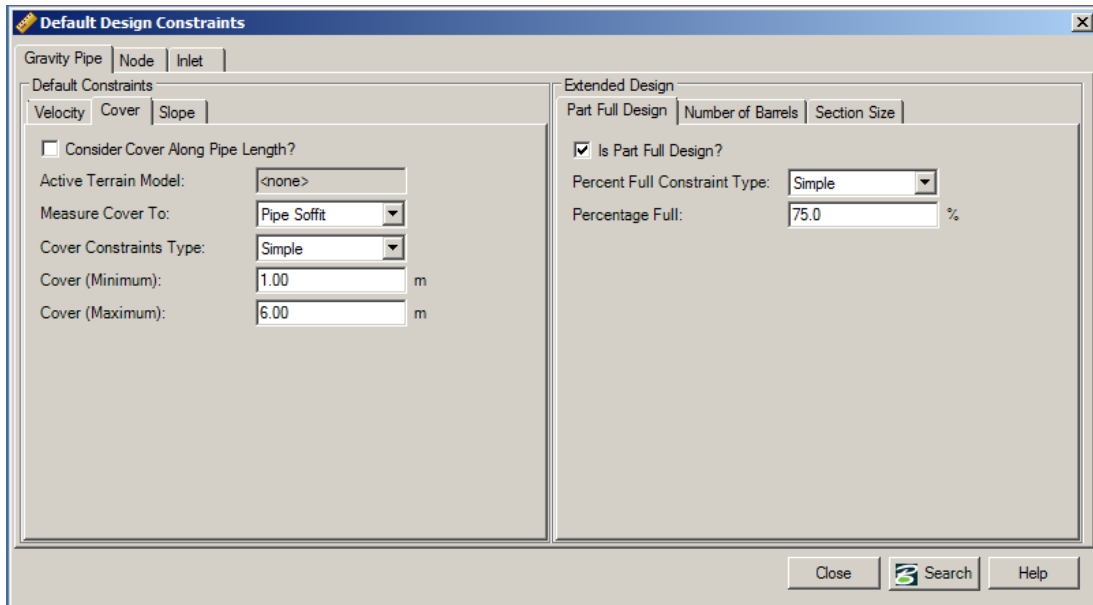 Default Design Constraints
Gravity Pipe Node Inlet
Default Constraints
Velocity Cover Slope
Consider Cover Along Pipe Length?
Active Terrain Model: <none>
Measure Cover To: Pipe Soffit
Cover Constraints Type: Simple
Cover (Minimum): 1.00 m
Cover (Maximum): 6.00 m
Extended Design
Part Full Design Number of Barrels Section Size
Is Part Full Design?
Percent Full Constraint Type: Simple
Percentage Full: 75.0 %
Close Search Help